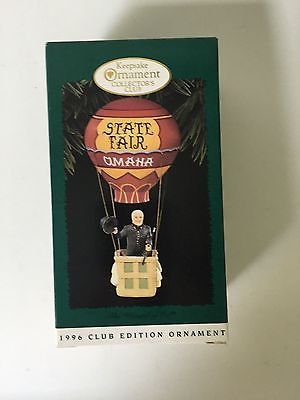 Keepsake
Ornament
COLLECTOR'S
CLUB
STATE
FAIR
OMAHA
1996 CLUB EDITION ORNAMENT